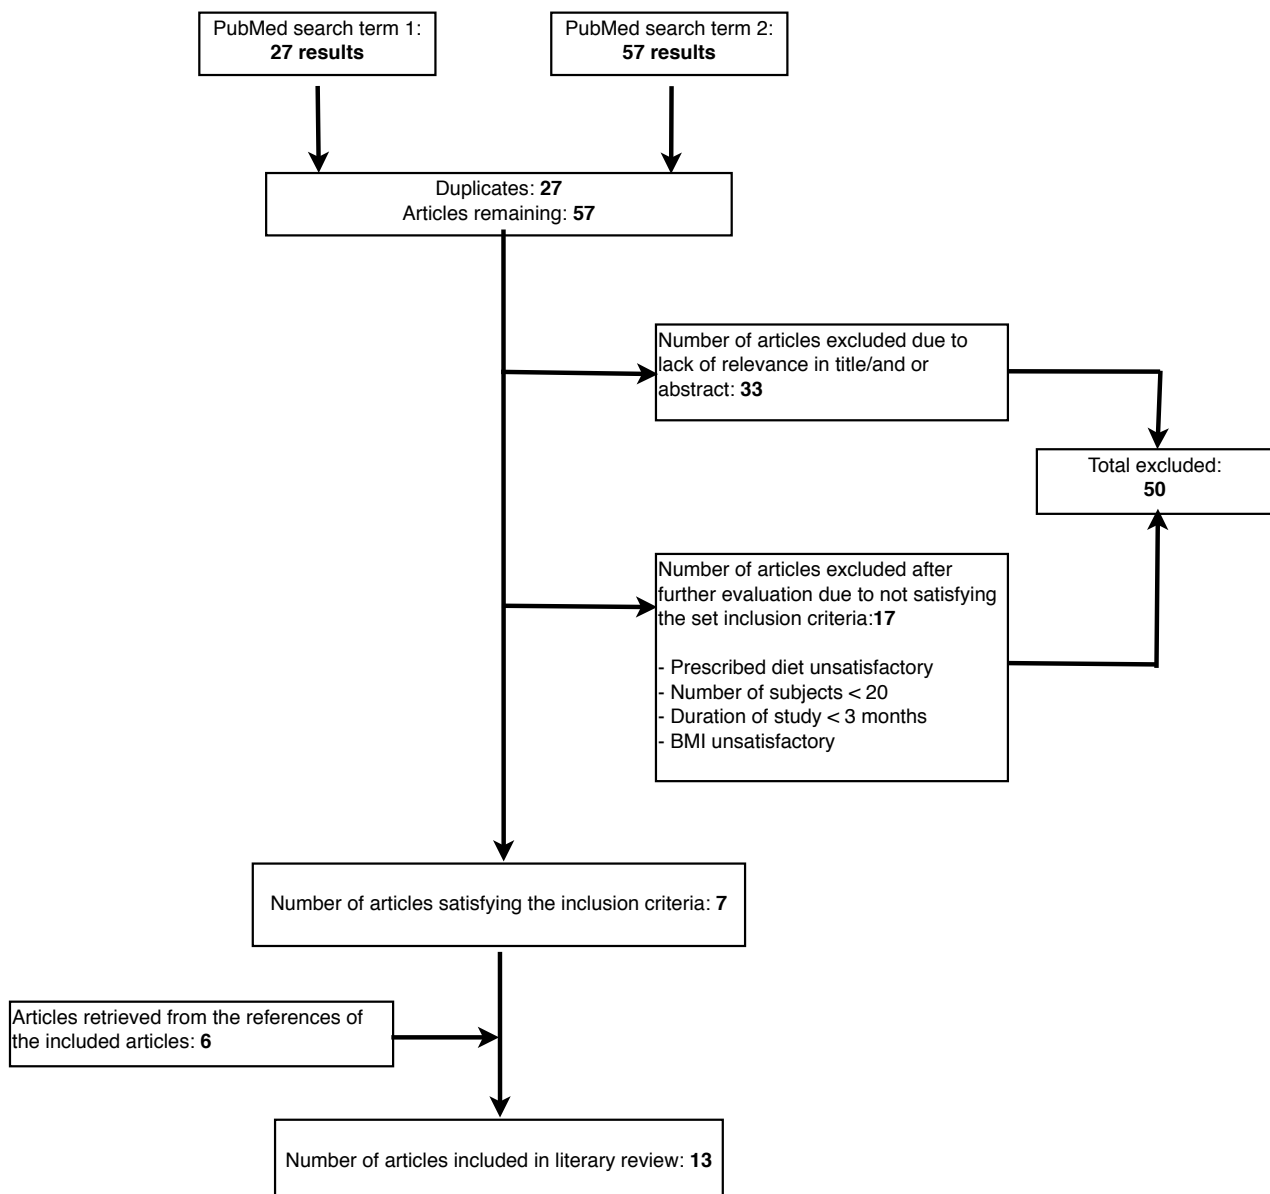 PubMed search term 1:
27 results
PubMed search term 2:
57 results
Duplicates: 27
Articles remaining: 57
Number of articles excluded due to
lack of relevance in title/and or
abstract: 33
Total excluded:
50
Number of articles excluded after
further evaluation due to not satisfying
the set inclusion criteria:17
- Prescribed diet unsatisfactory
- Number of subjects < 20
- Duration of study < 3 months
- BMI unsatisfactory
Number of articles satisfying the inclusion criteria: 7
Articles retrieved from the references of
the included articles: 6
Number of articles included in literary review: 13